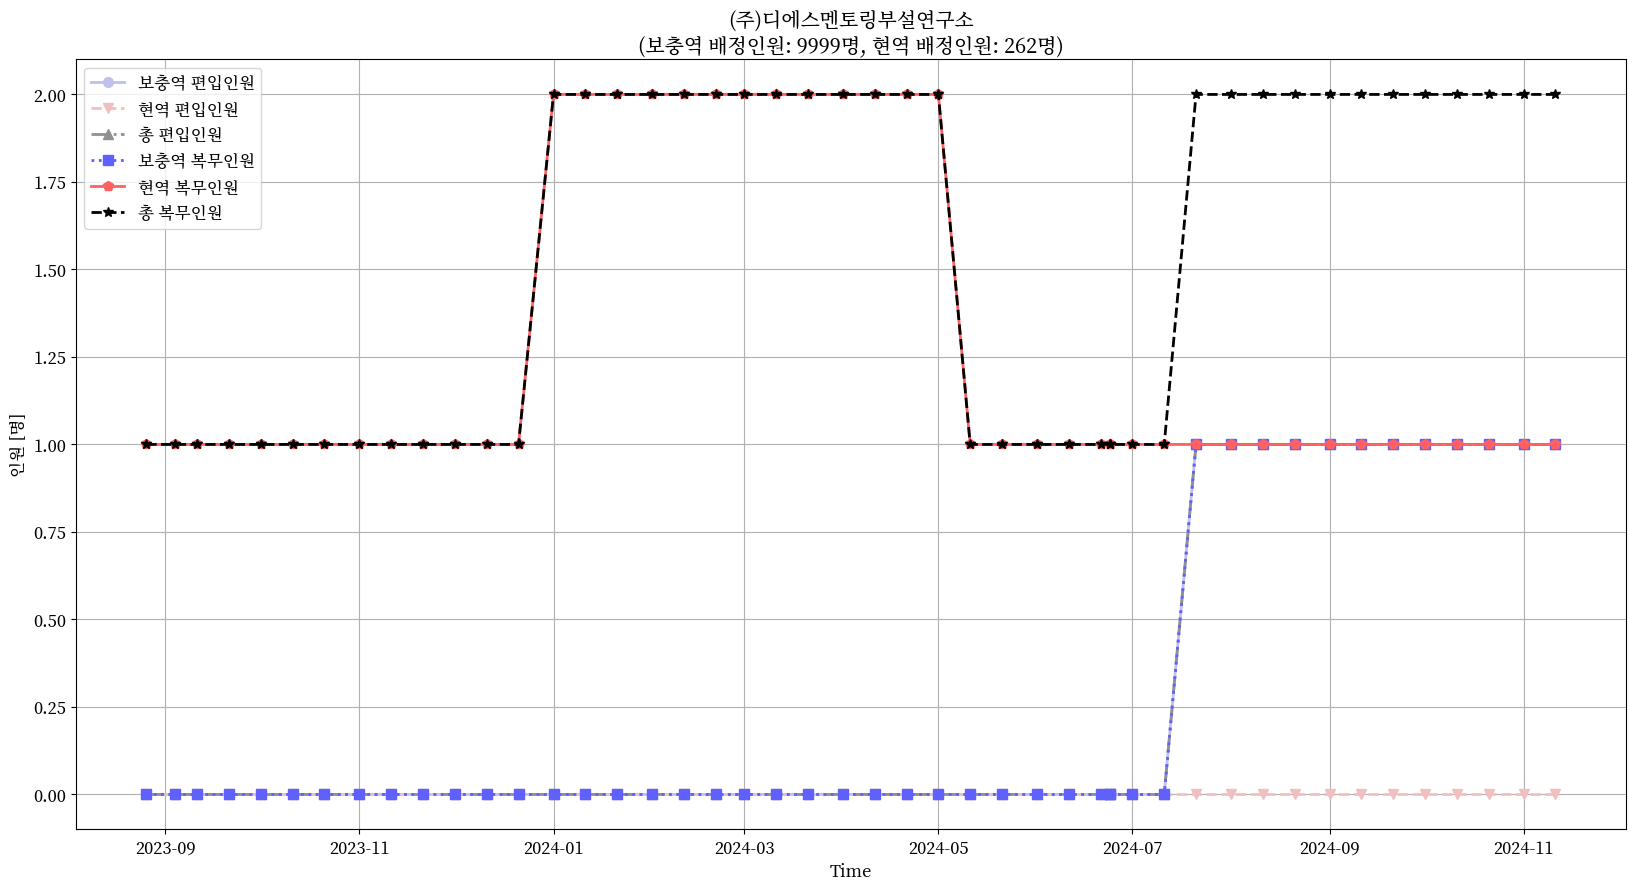 (주)디에스멘토링부설연구소
(보충역 배정인원: 9999명, 현역 배정인원: 262명)
보충역 편입인원
현역 편입인원
총 편입인원
보충역 복무인원
현역 복무인원
총 복무인원
2.00
1.75
1.50
1.25
1.00
0.75
0.50
0.25
0.00
인원 [명]
2023-09 2023-11 2024-01 2024-03 2024-05 2024-07 2024-09 2024-11
Time